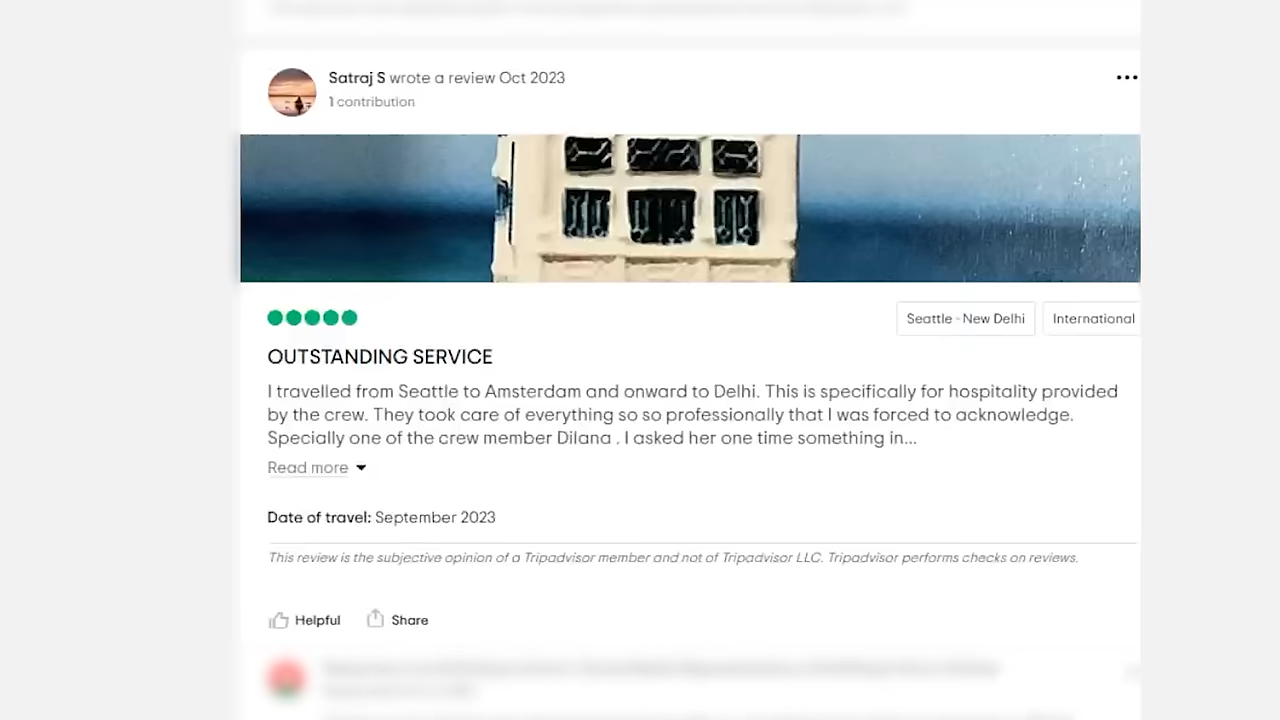 Satraj S wrote a review Oct 2023
1 contribution
Seattle - New Delhi
International
OUTSTANDING SERVICE
I travelled from Seattle to Amsterdam and onward to Delhi. This is specifically for hospitality provided
by the crew. They took care of everything so so professionally that I was forced to acknowledge.
Specially one of the crew member Dilana . I asked her one time something in...
Read more
Date of travel: September 2023
This review is the subjective opinion of a Tripadvisor member and not of Tripadvisor LLC. Tripadvisor performs checks on reviews.
Helpful
Share